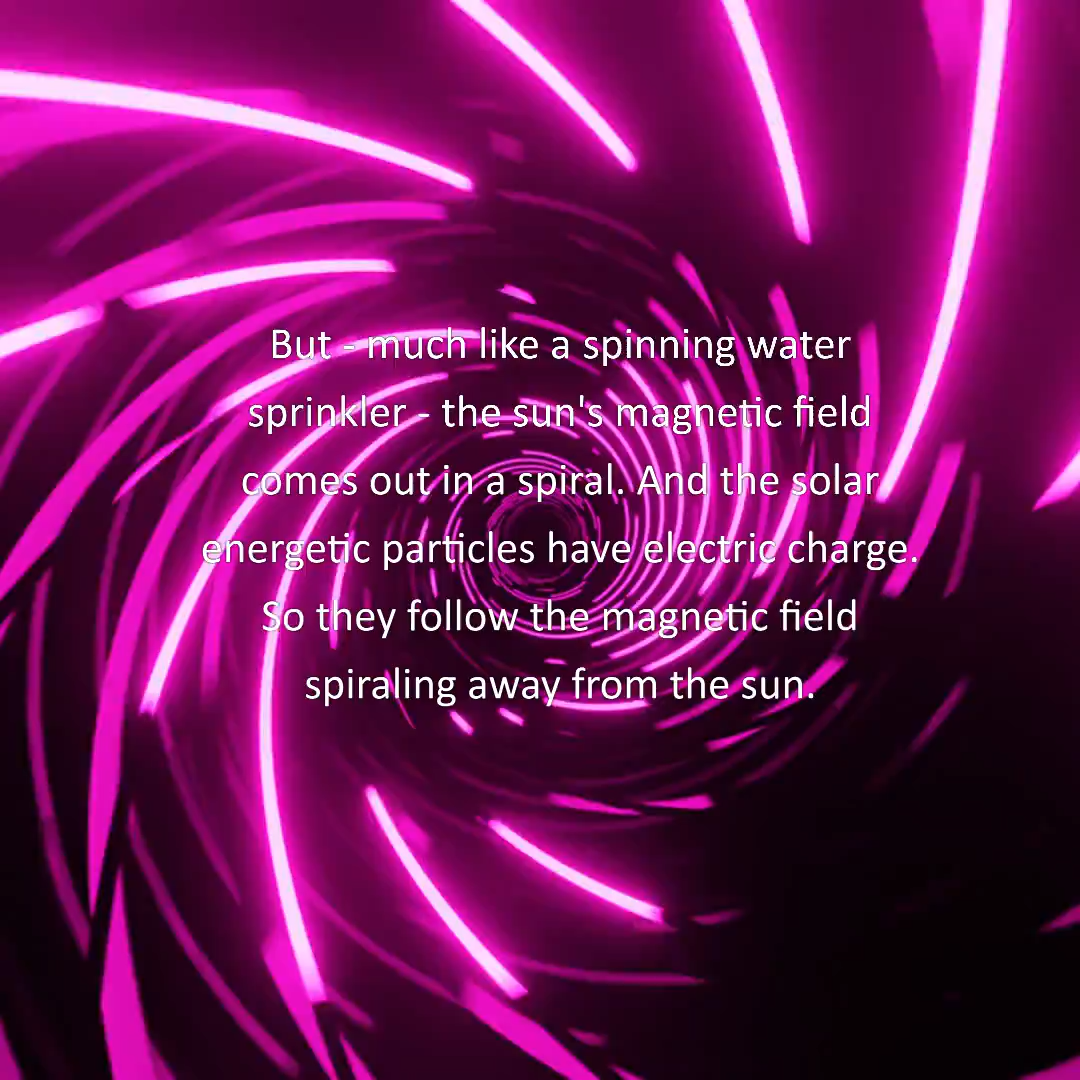 But - much like a spinning water
sprinkler - the sun's magnetic field
comes out in a spiral. And the solar
energetic particles have electric charge.
So they follow the magnetic field
spiraling away from the sun.